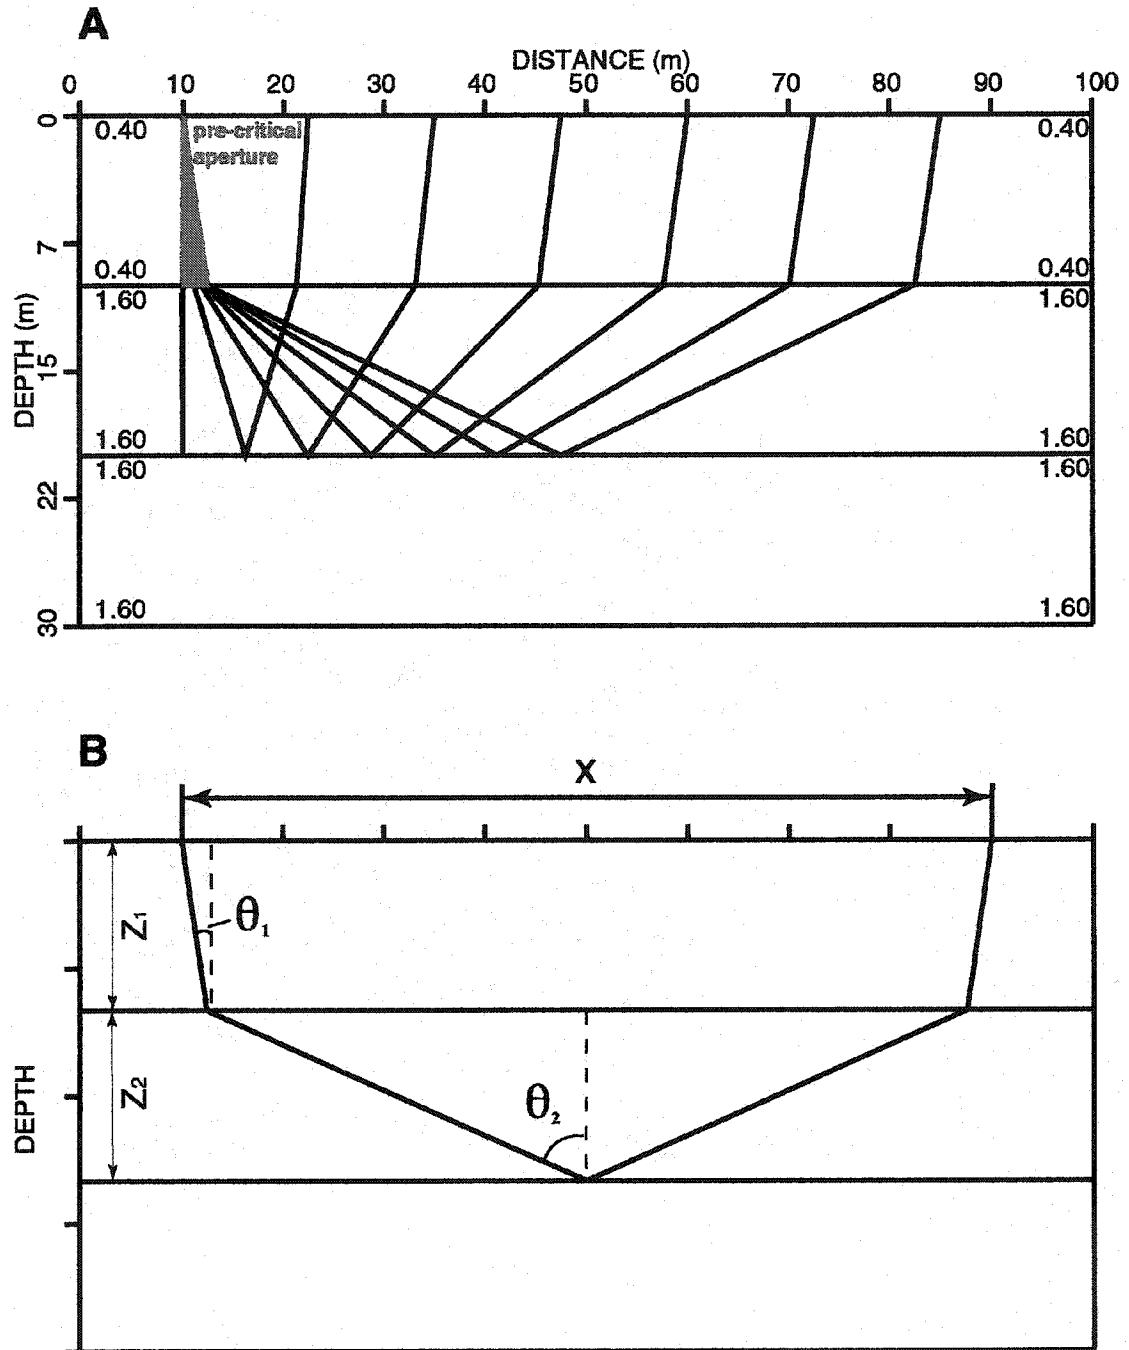 A
DISTANCE (m)
0 10 20 30 40 50 60 70 80 90 100
0 0.40 pre-critical 0.40
aperture
7
0.40 0.40
1.60 1.60
DEPTH (m)
15
1.60 1.60
1.60 1.60
22
30 1.60 1.60
B
X
Z1 θ1
DEPTH
Z2 θ2